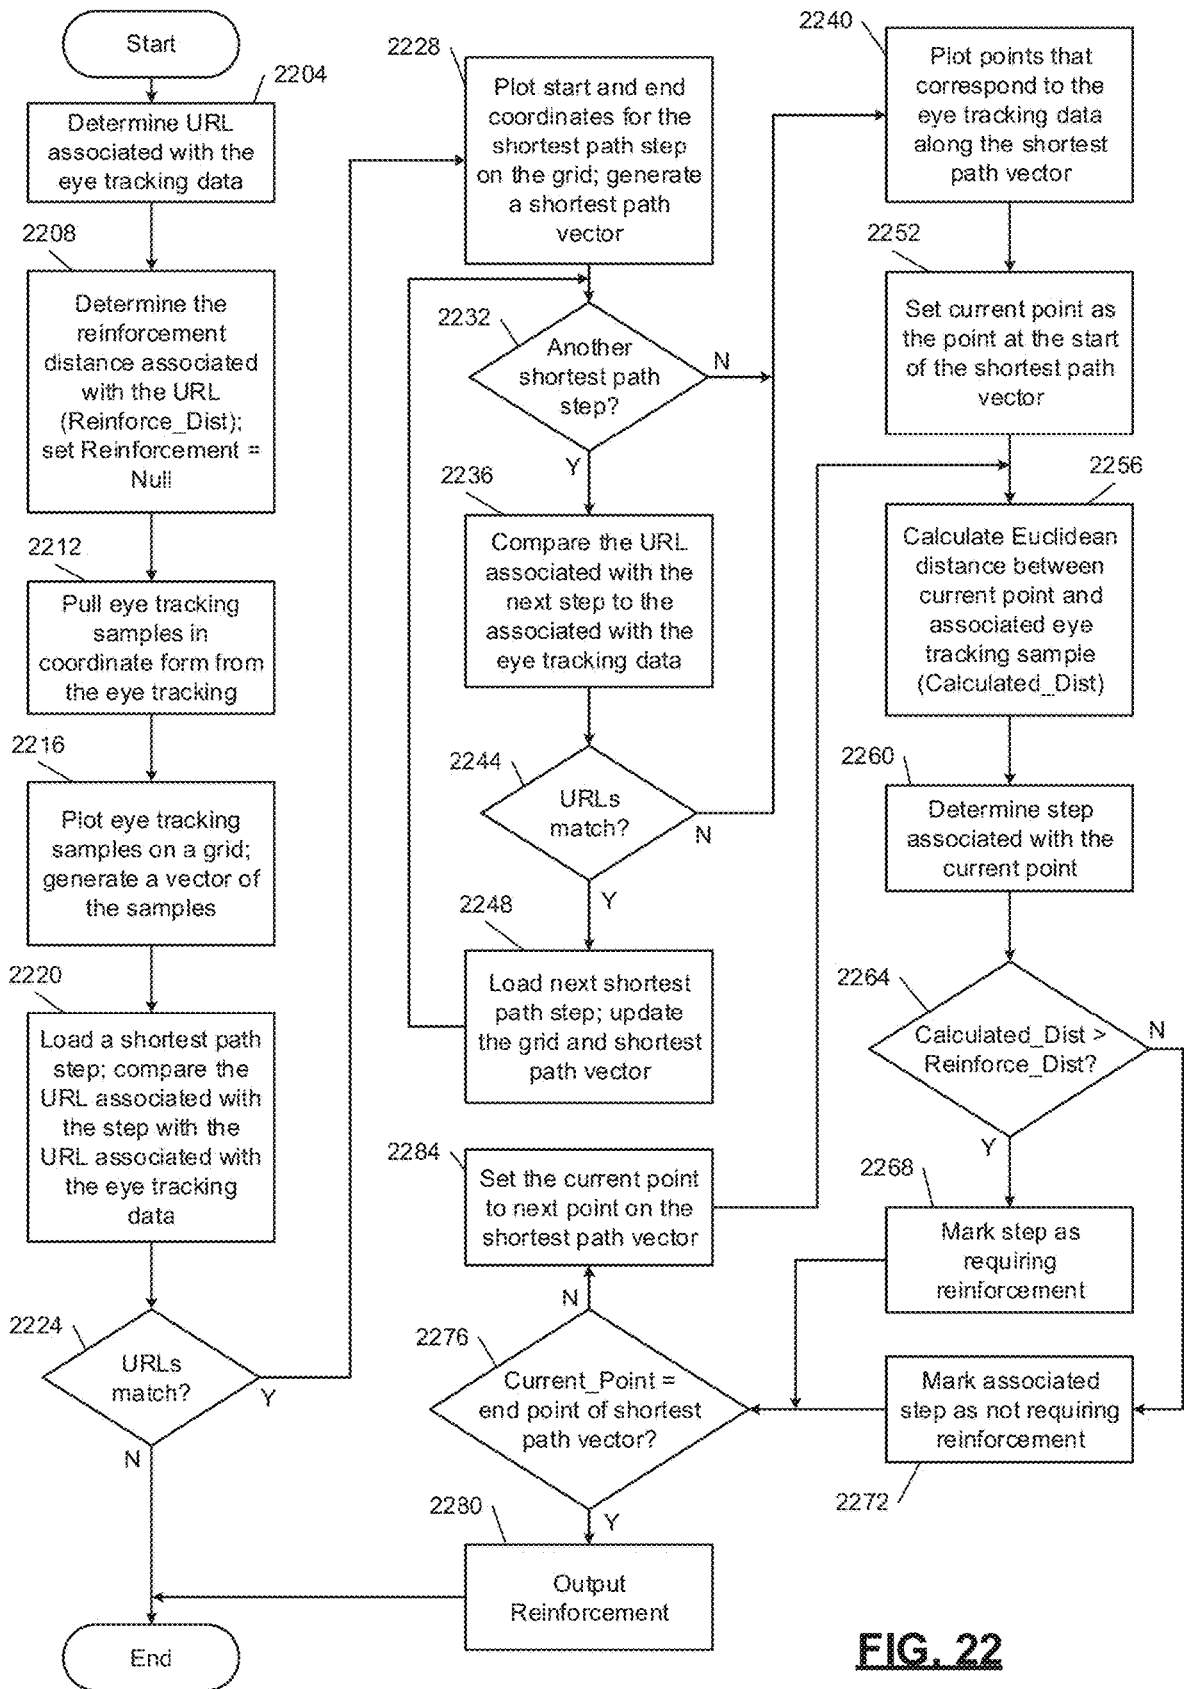 Start
2204
Determine URL
associated with the
eye tracking data
2208
Determine the
reinforcement
distance associated
with the URL
(Reinforce_Dist);
set Reinforcement =
Null
2212
Pull eye tracking
samples in
coordinate form from
the eye tracking
2216
Plot eye tracking
samples on a grid;
generate a vector of
the samples
2220
Load a shortest path
step; compare the
URL associated with
the step with the
URL associated with
the eye tracking
data
2224
URLs
match?
Y
N
End
2228
Plot start and end
coordinates for the
shortest path step
on the grid; generate
a shortest path
vector
2232
Another
shortest path
step?
N
Y
2236
Compare the URL
associated with the
next step to the
associated with the
eye tracking data
2244
URLs
match?
N
Y
2248
Load next shortest
path step; update
the grid and shortest
path vector
2284
Set the current point
to next point on the
shortest path vector
N
2276
Current_Point =
end point of shortest
path vector?
Y
2280
Output
Reinforcement
2240
Plot points that
correspond to the
eye tracking data
along the shortest
path vector
2252
Set current point as
the point at the start
of the shortest path
vector
2256
Calculate Euclidean
distance between
current point and
associated eye
tracking sample
(Calculated_Dist)
2260
Determine step
associated with the
current point
2264
Calculated_Dist >
Reinforce_Dist?
N
Y
2268
Mark step as
requiring
reinforcement
Mark associated
step as not requiring
reinforcement
2272
FIG. 22